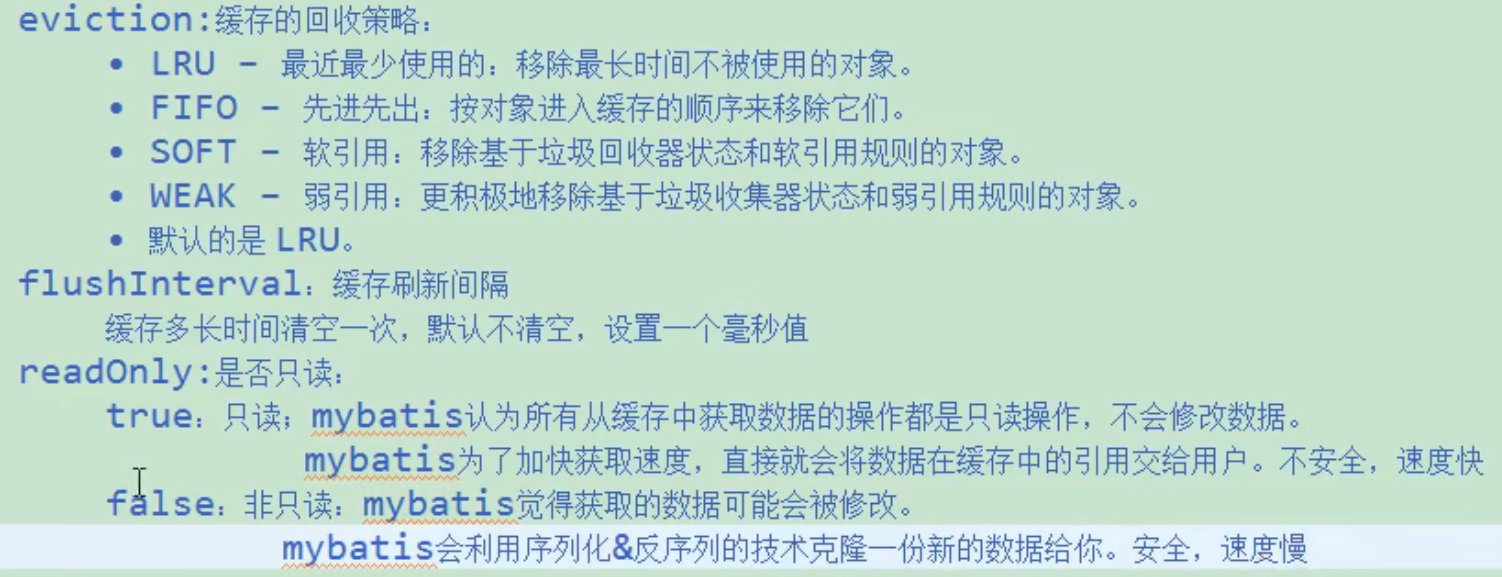 eviction:缓存的回收策略:
• LRU – 最近最少使用的: 移除最长时间不被使用的对象。
• FIFO – 先进先出: 按对象进入缓存的顺序来移除它们。
• SOFT – 软引用: 移除基于垃圾回收器状态和软引用规则的对象。
• WEAK – 弱引用: 更积极地移除基于垃圾收集器状态和弱引用规则的对象。
• 默认的是 LRU。
flushInterval: 缓存刷新间隔
缓存多长时间清空一次, 默认不清空, 设置一个毫秒值
readOnly:是否只读:
true: 只读; mybatis认为所有从缓存中获取数据的操作都是只读操作, 不会修改数据。
mybatis为了加快获取速度, 直接就会将数据在缓存中的引用交给用户。不安全, 速度快
false: 非只读: mybatis觉得获取的数据可能会被修改。
mybatis会利用序列化&反序列的技术克隆一份新的数据给你。安全, 速度慢